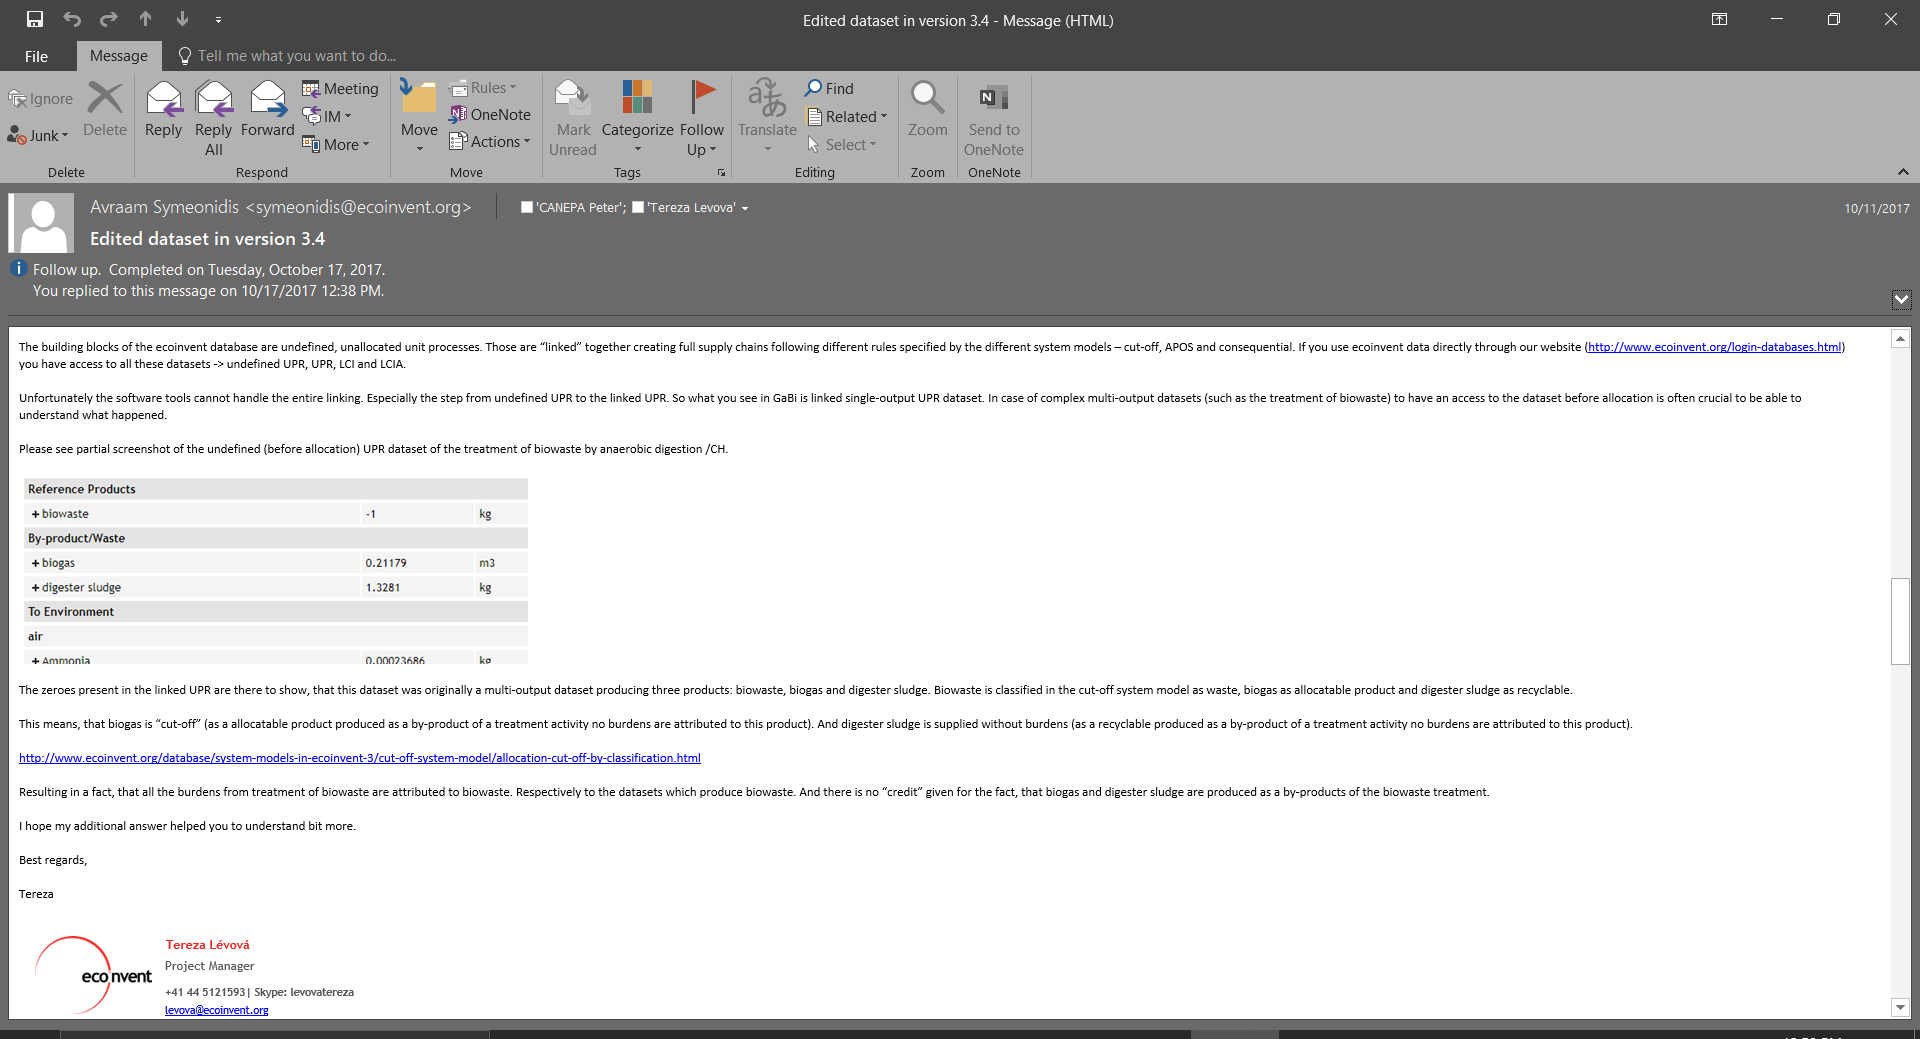 Edited dataset in version 3.4 - Message (HTML)
File
Message
Tell me what you want to do...
Ignore
Junk
Delete
Delete
Reply
Reply All
Forward
Meeting
IM
More
Respond
Move
Rules
OneNote
Actions
Move
Mark Unread
Categorize
Follow Up
Tags
Translate
Find
Related
Select
Editing
Zoom
Zoom
Send to OneNote
OneNote
Avraam Symeonidis <symeonidis@ecoinvent.org>
'CANEPA Peter'; 'Tereza Levova'
10/11/2017
Edited dataset in version 3.4
Follow up.  Completed on Tuesday, October 17, 2017.
You replied to this message on 10/17/2017 12:38 PM.
The building blocks of the ecoinvent database are undefined, unallocated unit processes. Those are “linked” together creating full supply chains following different rules specified by the different system models – cut-off, APOS and consequential. If you use ecoinvent data directly through our website (http://www.ecoinvent.org/login-databases.html)
you have access to all these datasets -> undefined UPR, UPR, LCI and LCIA.
Unfortunately the software tools cannot handle the entire linking. Especially the step from undefined UPR to the linked UPR. So what you see in GaBi is linked single-output UPR dataset. In case of complex multi-output datasets (such as the treatment of biowaste) to have an access to the dataset before allocation is often crucial to be able to
understand what happened.
Please see partial screenshot of the undefined (before allocation) UPR dataset of the treatment of biowaste by anaerobic digestion /CH.
Reference Products
+ biowaste -1 kg
By-product/Waste
+ biogas 0.21179 m3
+ digester sludge 1.3281 kg
To Environment
air
+ Ammonia 0.00023686 kg
The zeroes present in the linked UPR are there to show, that this dataset was originally a multi-output dataset producing three products: biowaste, biogas and digester sludge. Biowaste is classified in the cut-off system model as waste, biogas as allocatable product and digester sludge as recyclable.
This means, that biogas is “cut-off” (as a allocatable product produced as a by-product of a treatment activity no burdens are attributed to this product). And digester sludge is supplied without burdens (as a recyclable produced as a by-product of a treatment activity no burdens are attributed to this product).
http://www.ecoinvent.org/database/system-models-in-ecoinvent-3/cut-off-system-model/allocation-cut-off-by-classification.html
Resulting in a fact, that all the burdens from treatment of biowaste are attributed to biowaste. Respectively to the datasets which produce biowaste. And there is no “credit” given for the fact, that biogas and digester sludge are produced as a by-products of the biowaste treatment.
I hope my additional answer helped you to understand bit more.
Best regards,
Tereza
ecoinvent
Tereza Lévová
Project Manager
+41 44 5121593| Skype: levovatereza
levova@ecoinvent.org